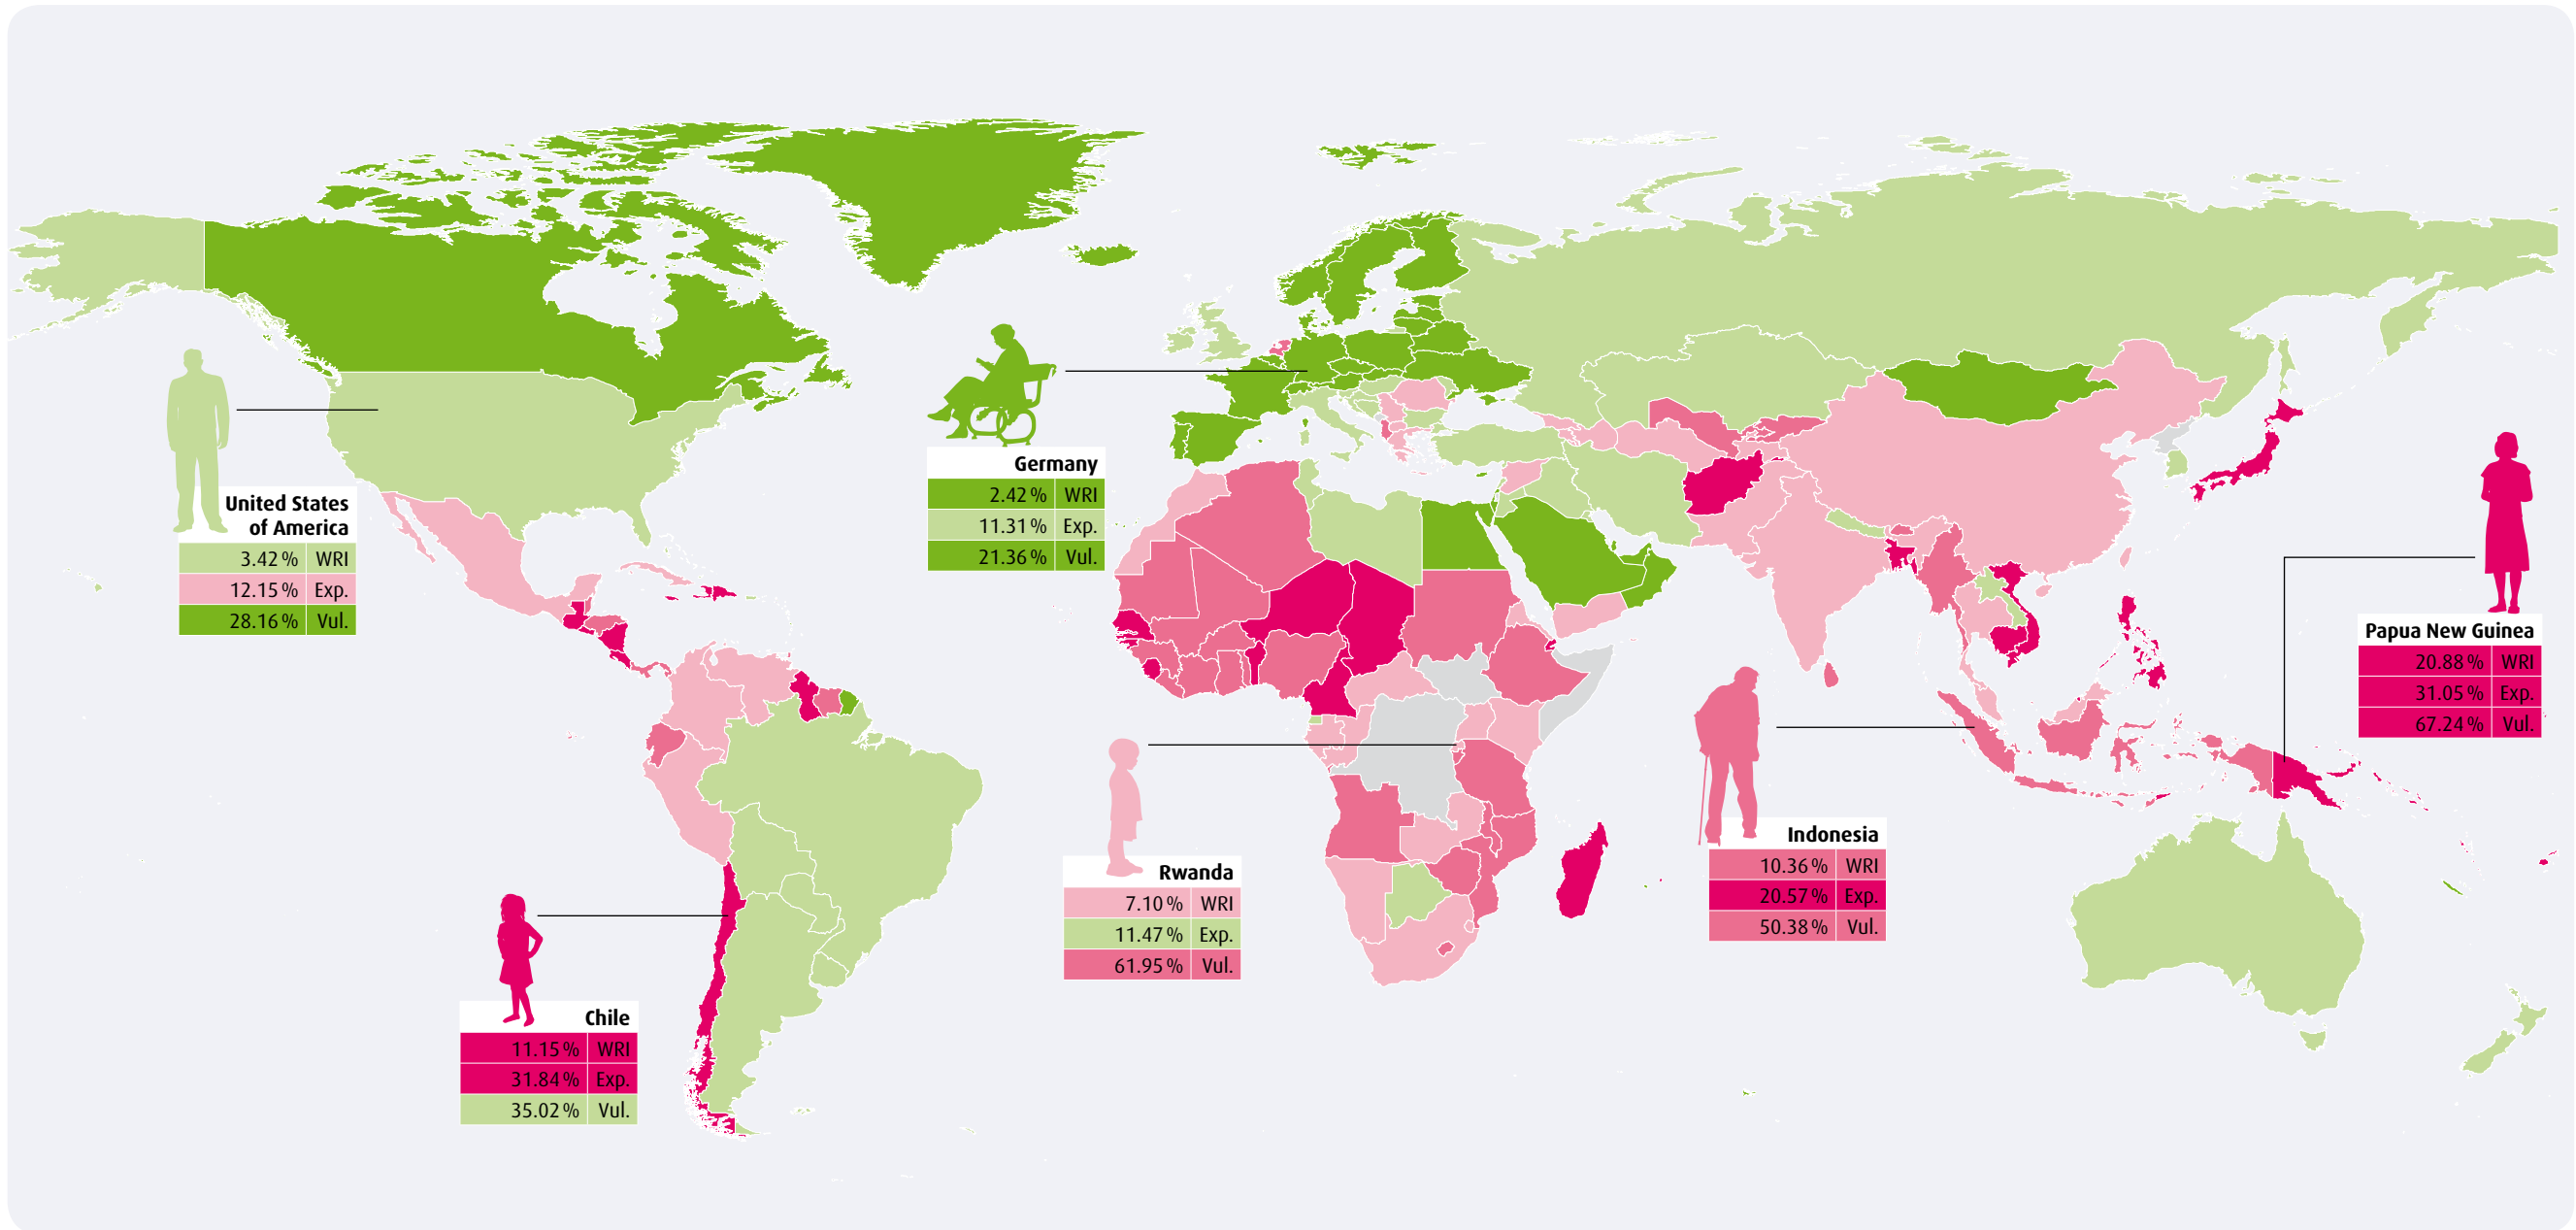 United States
of America
3.42 % WRI
12.15 % Exp.
28.16 % Vul.
Germany
2.42 % WRI
11.31 % Exp.
21.36 % Vul.
Papua New Guinea
20.88 % WRI
31.05 % Exp.
67.24 % Vul.
Indonesia
10.36 % WRI
20.57 % Exp.
50.38 % Vul.
Rwanda
7.10 % WRI
11.47 % Exp.
61.95 % Vul.
Chile
11.15 % WRI
31.84 % Exp.
35.02 % Vul.